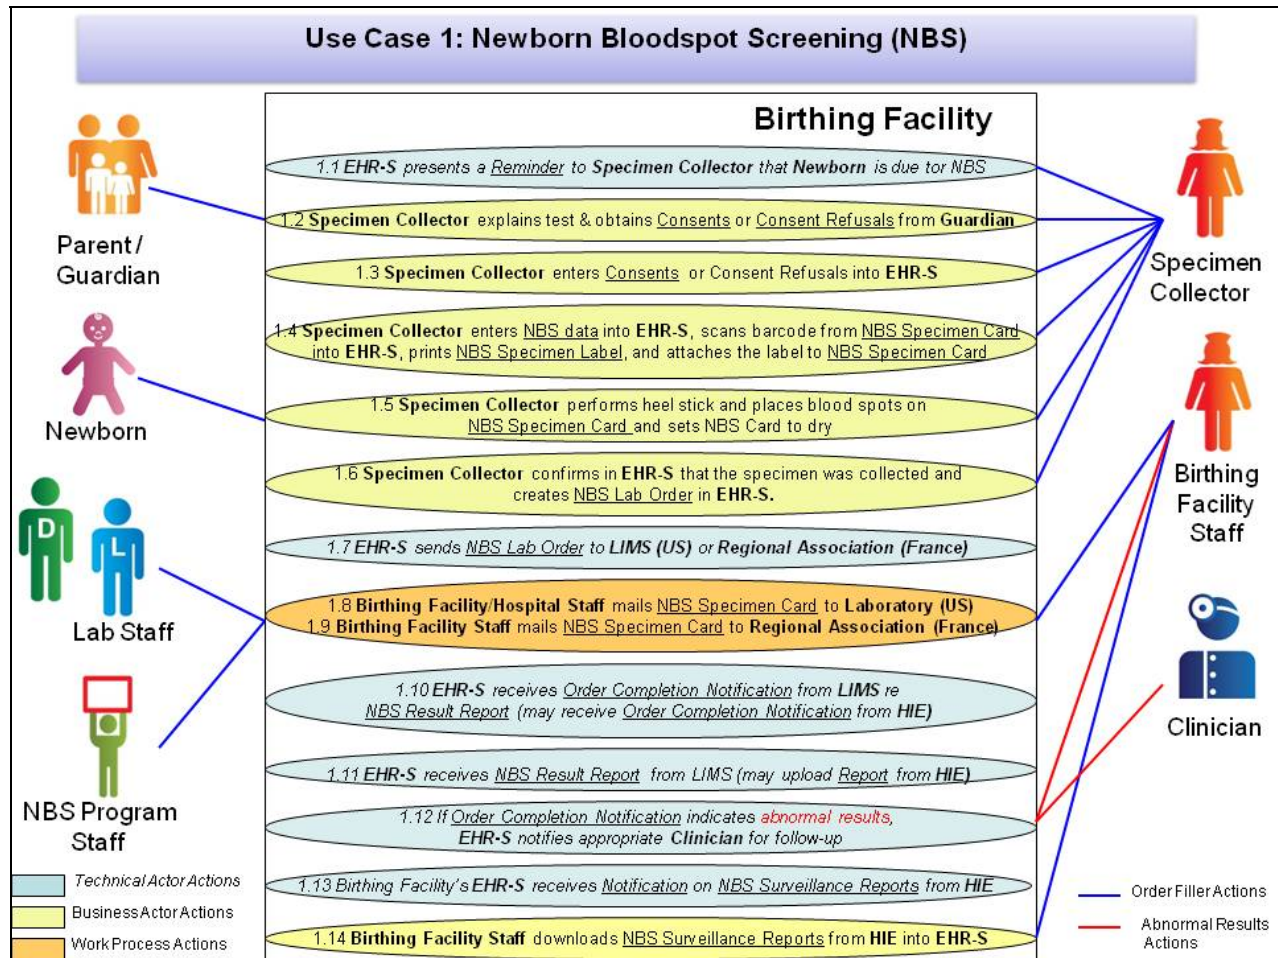 Use Case 1: Newborn Bloodspot Screening (NBS)
Birthing Facility
1.1 EHR-S presents a Reminder to Specimen Collector that Newborn is due tor NBS
1.2 Specimen Collector explains test & obtains Consents or Consent Refusals from Guardian
1.3 Specimen Collector enters Consents or Consent Refusals into EHR-S
1.4 Specimen Collector enters NBS data into EHR-S, scans barcode from NBS Specimen Card
into EHR-S, prints NBS Specimen Label, and attaches the label to NBS Specimen Card
1.5 Specimen Collector performs heel stick and places blood spots on
NBS Specimen Card and sets NBS Card to dry
1.6 Specimen Collector confirms in EHR-S that the specimen was collected and
creates NBS Lab Order in EHR-S.
1.7 EHR-S sends NBS Lab Order to LIMS (US) or Regional Association (France)
1.8 Birthing Facility/Hospital Staff mails NBS Specimen Card to Laboratory (US)
1.9 Birthing Facility Staff mails NBS Specimen Card to Regional Association (France)
1.10 EHR-S receives Order Completion Notification from LIMS re
NBS Result Report (may receive Order Completion Notification from HIE)
1.11 EHR-S receives NBS Result Report from LIMS (may upload Report from HIE)
1.12 If Order Completion Notification indicates abnormal results,
EHR-S notifies appropriate Clinician for follow-up
1.13 Birthing Facility's EHR-S receives Notification on NBS Surveillance Reports from HIE
1.14 Birthing Facility Staff downloads NBS Surveillance Reports from HIE into EHR-S
Parent /
Guardian
Newborn
D
L
Lab Staff
NBS Program
Staff
Specimen
Collector
Birthing
Facility
Staff
Clinician
Technical Actor Actions
Business Actor Actions
Work Process Actions
Order Filler Actions
Abnormal Results
Actions